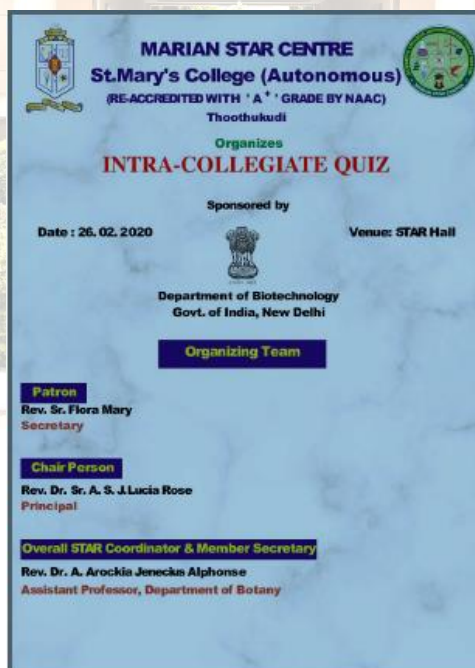 MARIAN STAR CENTRE
St.Mary's College (Autonomous)
(RE-ACCREDITED WITH ' A + ' GRADE BY NAAC)
Thoothukudi
Organizes
INTRA-COLLEGIATE QUIZ
Sponsored by
Date : 26. 02. 2020
Venue: STAR Hall
Department of Biotechnology
Govt. of India, New Delhi
Organizing Team
Patron
Rev. Sr. Flora Mary
Secretary
Chair Person
Rev. Dr. Sr. A. S. J.Lucia Rose
Principal
Overall STAR Coordinator & Member Secretary
Rev. Dr. A. Arockia Jenecius Alphonse
Assistant Professor, Department of Botany